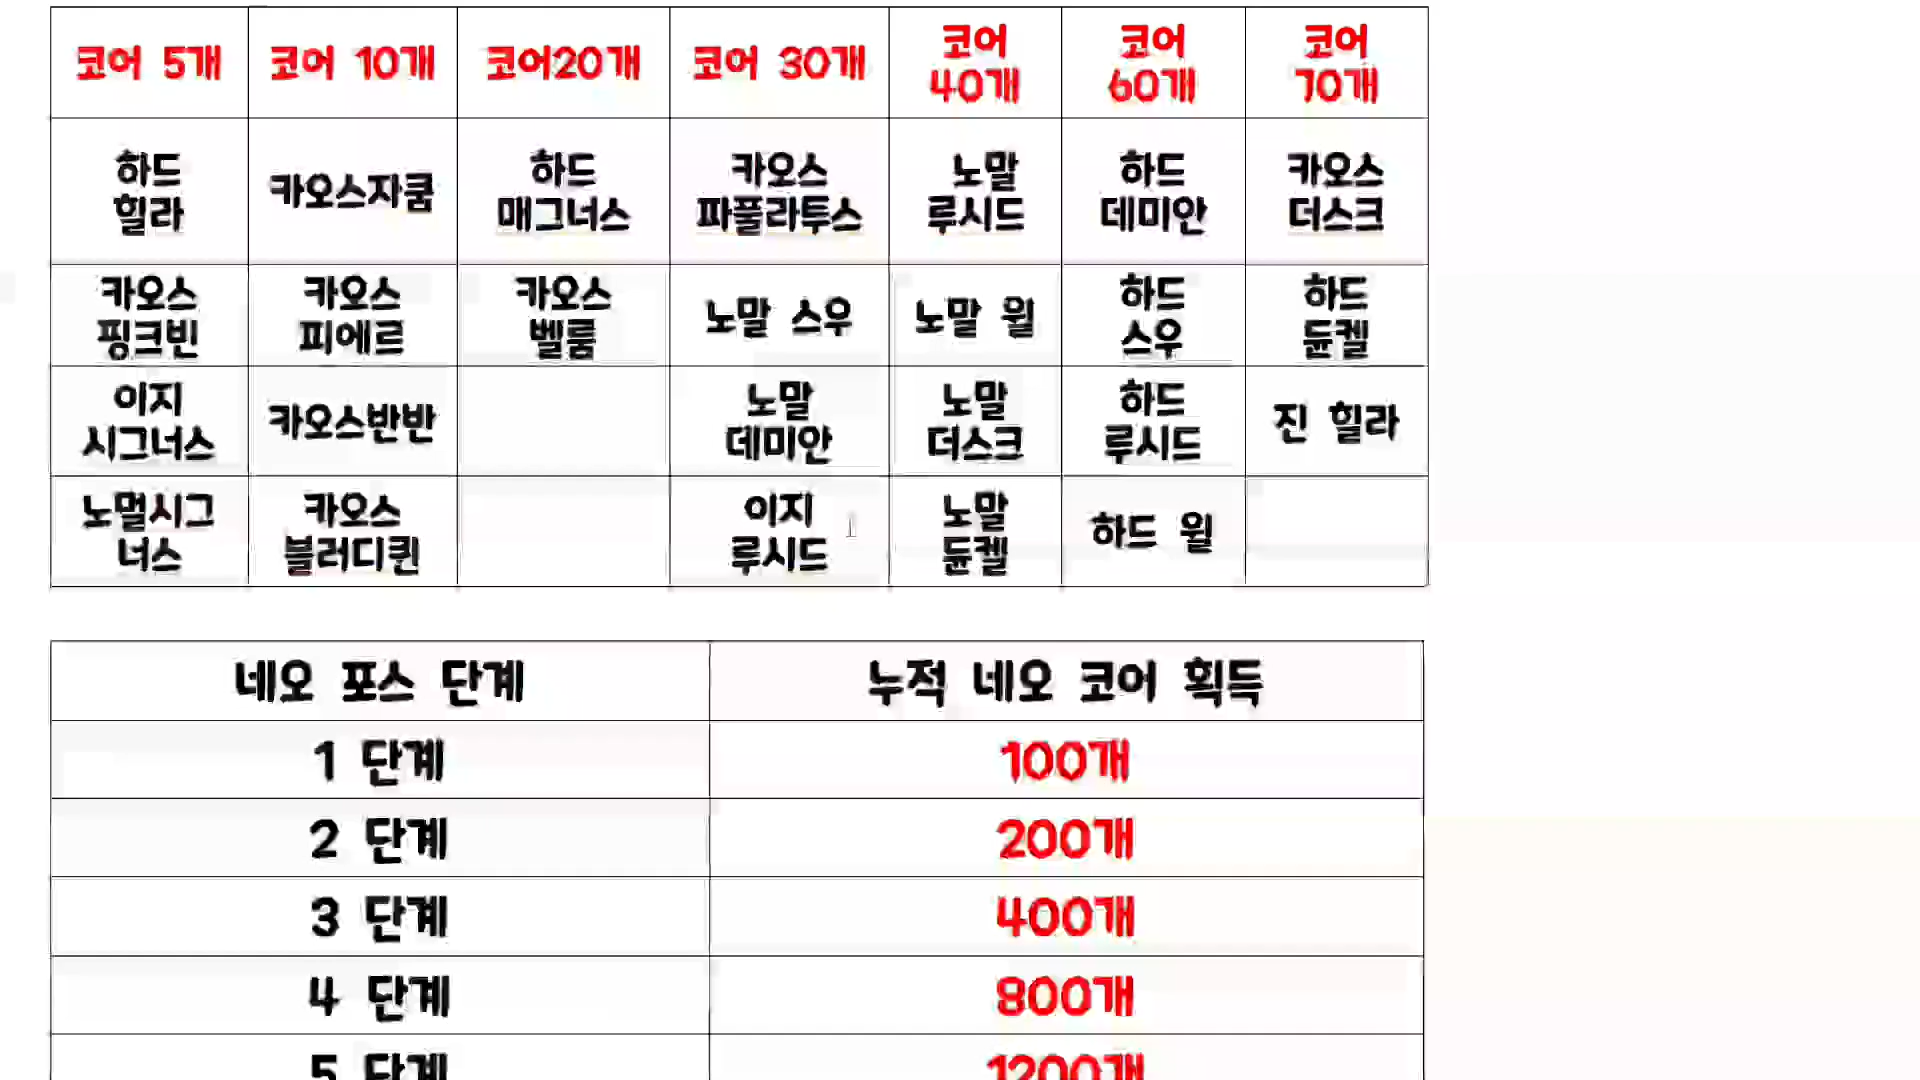 코어 5개 코어 10개 코어20개 코어 30개 코어 40개 코어 60개 코어 70개
하드 힐라 카오스자쿰 하드 매그너스 카오스 파풀라투스 노말 루시드 하드 데미안 카오스 더스크
카오스 핑크빈 카오스 피에르 카오스 벨룸 노말 스우 노말 윌 하드 스우 하드 듄켈
이지 시그너스 카오스반반 노말 데미안 노말 더스크 하드 루시드 진 힐라
노멀시그너스 카오스 블러디퀸 이지 루시드 노말 듄켈 하드 윌
네오 포스 단계 누적 네오 코어 획득
1 단계 100개
2 단계 200개
3 단계 400개
4 단계 800개
5 단계 1200개